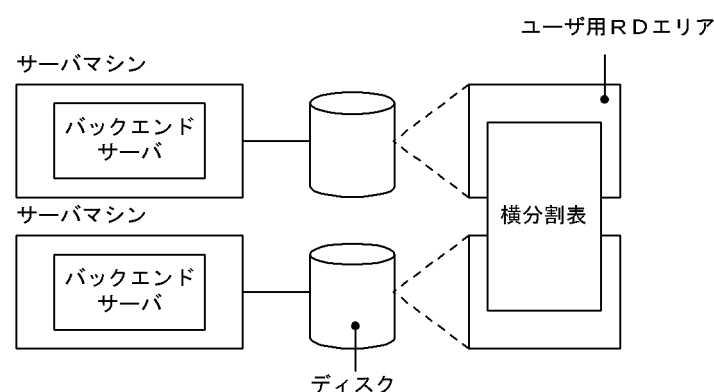 ユーザ用RDエリア
サーバマシン
バックエンド
サーバ
横分割表
サーバマシン
バックエンド
サーバ
ディスク